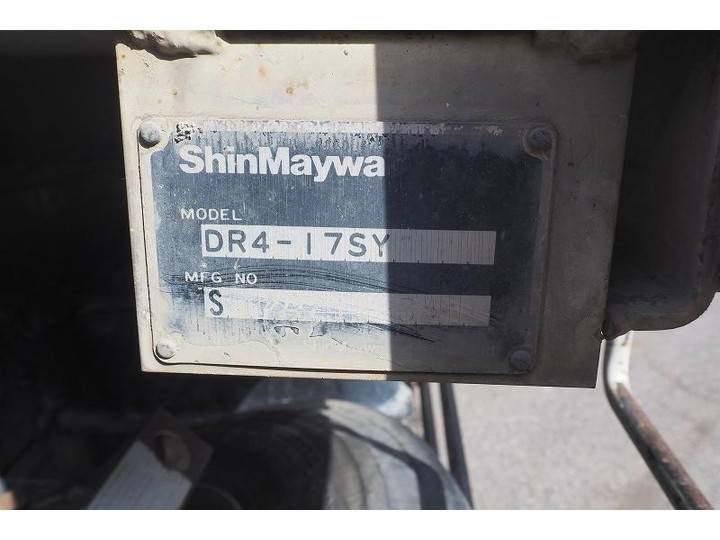 ShinMaywa
MODEL
DR4-17SY
MFG NO
S